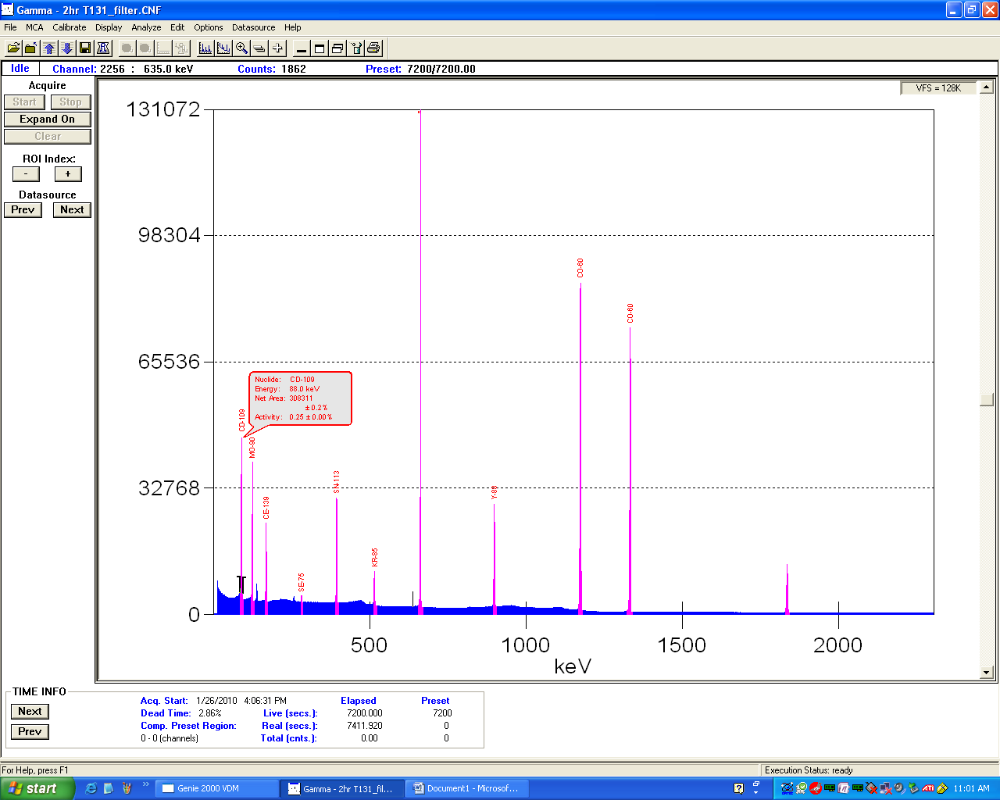 Gamma - 2hr T131_filter.CNF
File MCA Calibrate Display Analyze Edit Options Datasource Help
Idle Channel: 2256 : 635.0 keV Counts: 1862 Preset: 7200/7200.00
Acquire
Start Stop
Expand On
Clear
ROI Index:
- +
Datasource
Prev Next
VFS = 128K
131072
98304
65536
32768
0
CD-109
MO-90
CE-139
SE-75
SN-113
KR-85
Y-88
CO-60
CO-60
Nuclide: CD-109
Energy: 88.0 keV
Net Area: 308311
± 0.2%
Activity: 0.25 ± 0.00%
500 1000 1500 2000
keV
TIME INFO
Next
Prev
Acq. Start: 1/26/2010 4:06:31 PM Elapsed Preset
Dead Time: 2.86% Live (secs.): 7200.000 7200
Comp. Preset Region: Real (secs.): 7411.920 0
0 - 0 (channels) Total (cnts.): 0.00 0
For Help, press F1 Execution Status: ready
start Genie 2000 VDM Gamma - 2hr T131_fil... Document1 - Microsof... 11:01 AM